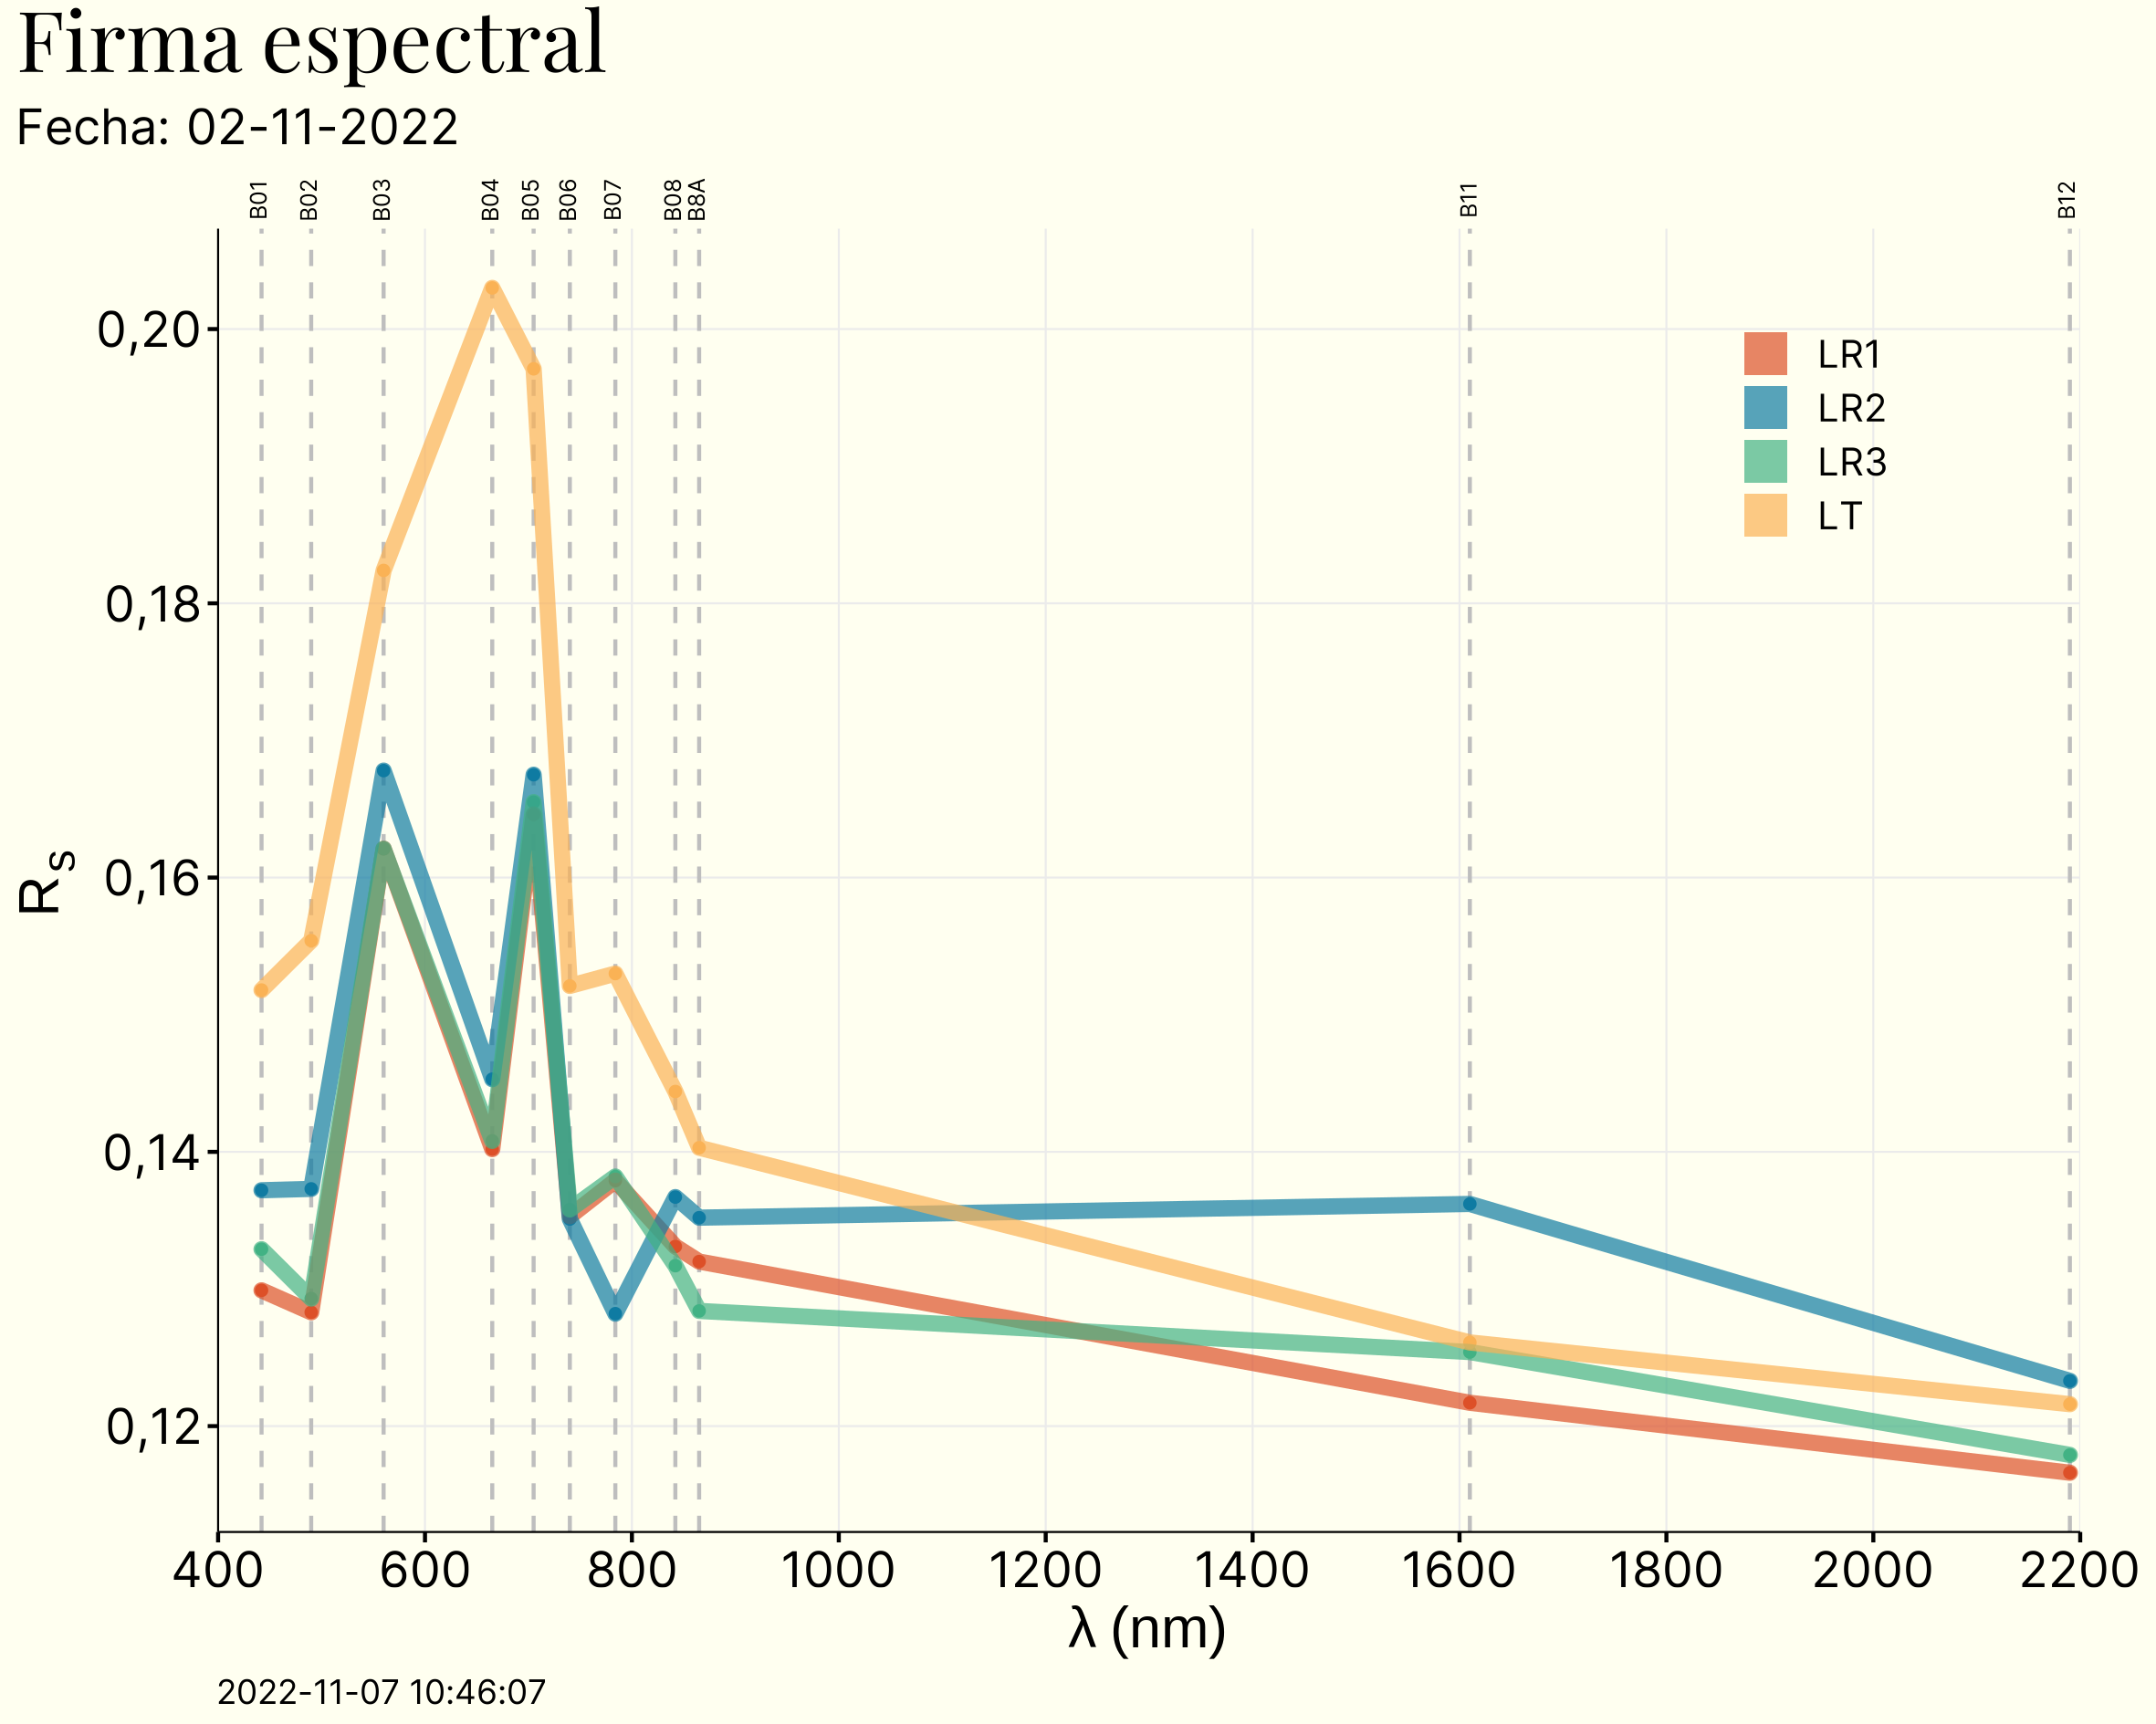 Firma espectral
Fecha: 02-11-2022
B01 B02 B03 B04 B05 B06 B07 B08 B8A B11 B12
0,20
0,18
0,16
0,14
0,12
Rs
LR1
LR2
LR3
LT
400 600 800 1000 1200 1400 1600 1800 2000 2200
λ (nm)
2022-11-07 10:46:07